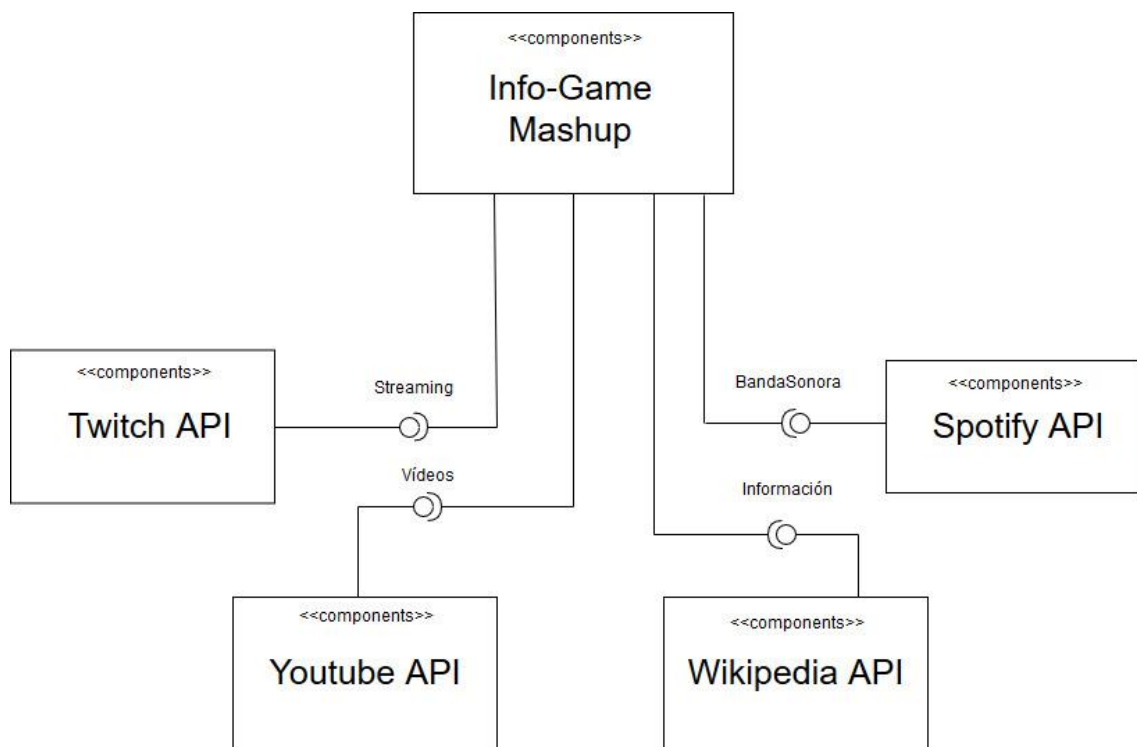 <<components>>
Info-Game
Mashup
<<components>>
Twitch API
Streaming
BandaSonora
<<components>>
Spotify API
Vídeos
Información
<<components>>
Youtube API
<<components>>
Wikipedia API